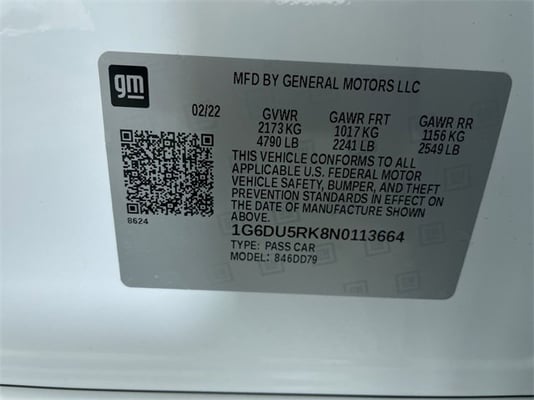 gm
MFD BY GENERAL MOTORS LLC
02/22 GVWR GAWR FRT GAWR RR
2173 KG 1017 KG 1156 KG
4790 LB 2241 LB 2549 LB
THIS VEHICLE CONFORMS TO ALL
APPLICABLE U.S. FEDERAL MOTOR
VEHICLE SAFETY, BUMPER, AND THEFT
PREVENTION STANDARDS IN EFFECT ON
THE DATE OF MANUFACTURE SHOWN
ABOVE.
8624
1G6DU5RK8N0113664
TYPE: PASS CAR
MODEL: 846DD79